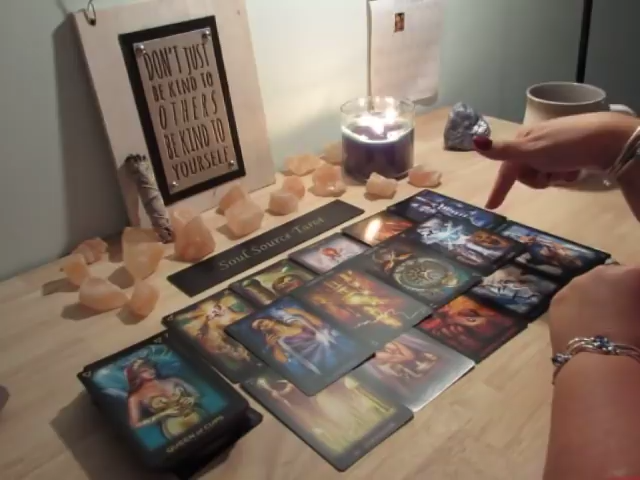 DON'T JUST
BE KIND TO
OTHERS
BE KIND TO
YOURSELF
Soul Source Tarot
QUEEN OF CUPS